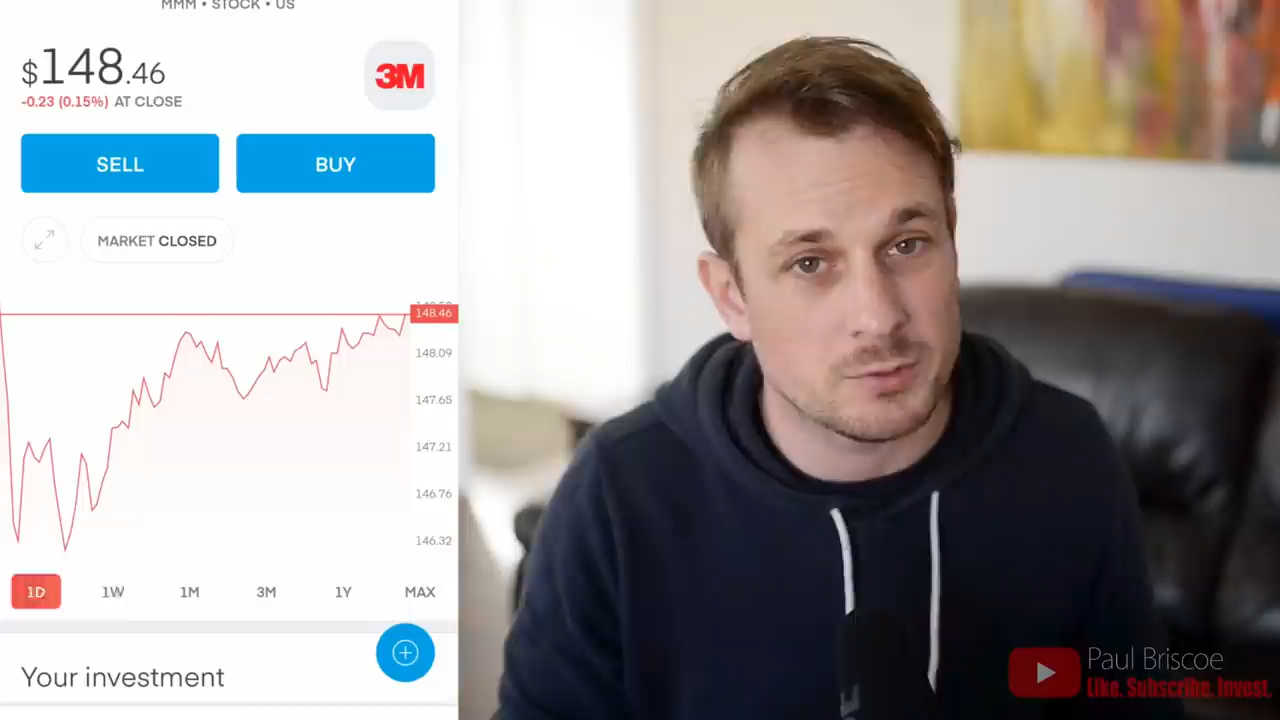 MMM • STOCK • US
$148.46
-0.23 (0.15%) AT CLOSE
3M
SELL
BUY
MARKET CLOSED
148.46
148.09
147.65
147.21
146.76
146.32
1D
1W
1M
3M
1Y
MAX
Your investment
Paul Briscoe
Like. Subscribe. Invest.